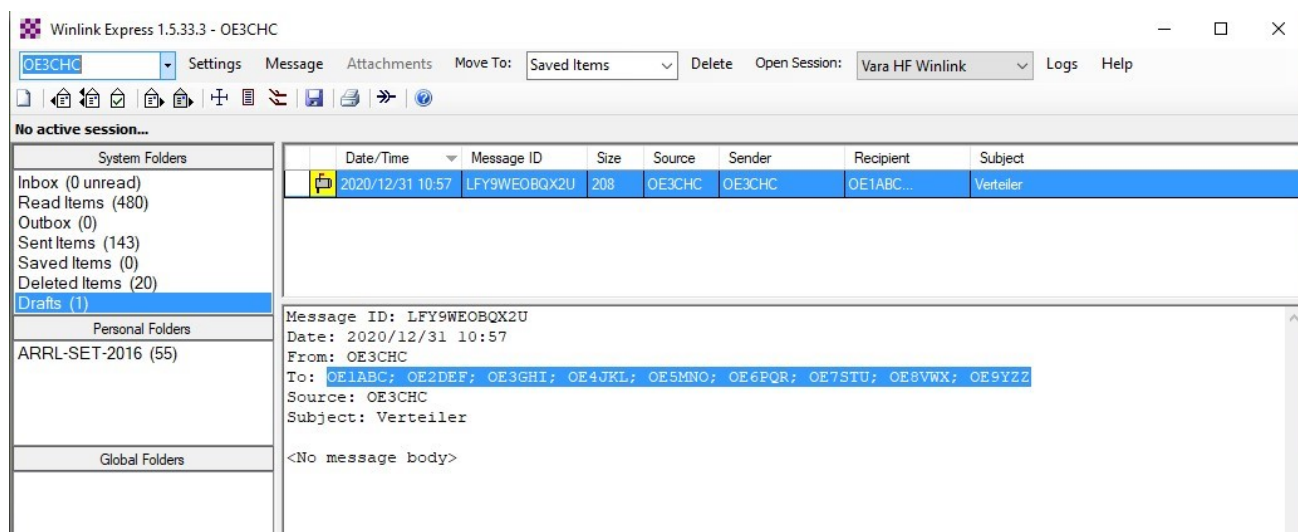 Winlink Express 1.5.33.3 - OE3CHC
OE3CHC Settings Message Attachments Move To: Saved Items Delete Open Session: Vara HF Winlink Logs Help
No active session...
System Folders
Inbox (0 unread)
Read Items (480)
Outbox (0)
Sent Items (143)
Saved Items (0)
Deleted Items (20)
Drafts (1)
Personal Folders
ARRL-SET-2016 (55)
Global Folders
Date/Time Message ID Size Source Sender Recipient Subject
2020/12/31 10:57 LFY9WEOBQX2U 208 OE3CHC OE3CHC OE1ABC... Verteiler
Message ID: LFY9WEOBQX2U
Date: 2020/12/31 10:57
From: OE3CHC
To: OE1ABC; OE2DEF; OE3GHI; OE4JKL; OE5MNO; OE6PQR; OE7STU; OE8VWX; OE9YZZ
Source: OE3CHC
Subject: Verteiler
<No message body>